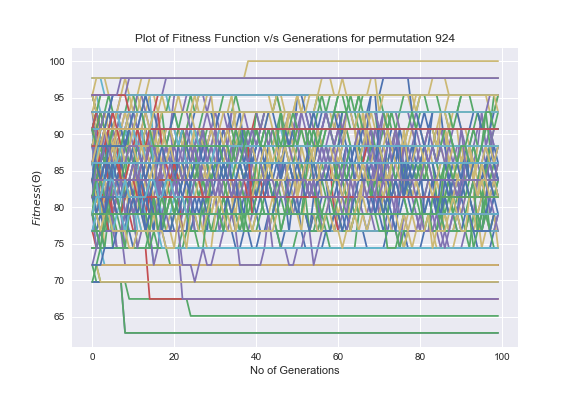 Plot of Fitness Function v/s Generations for permutation 924
100
95
90
85
80
75
70
65
Fitness(Θ)
0 20 40 60 80 100
No of Generations